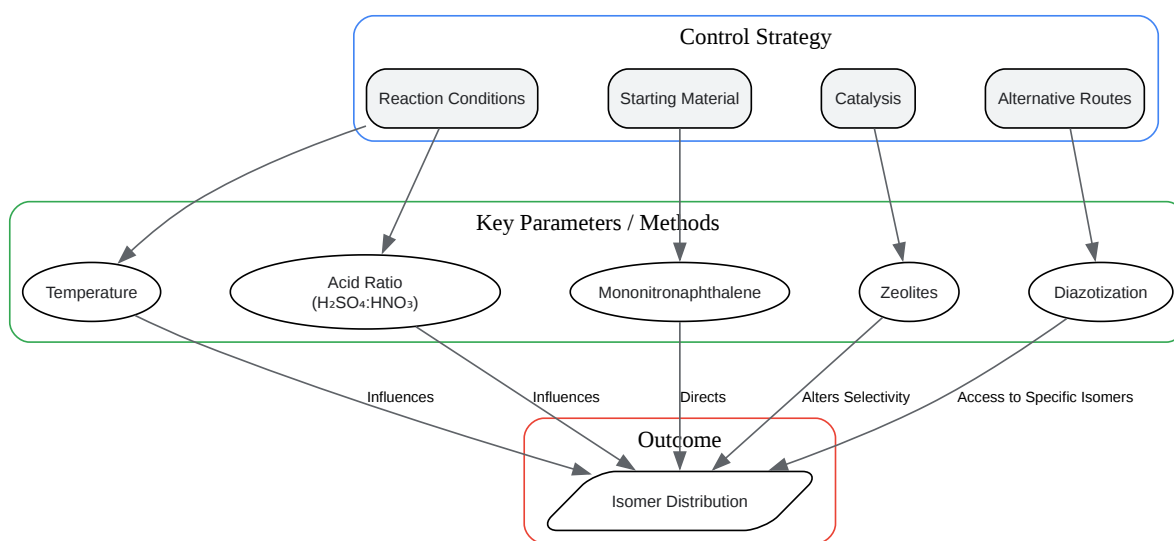 Control Strategy
Reaction Conditions
Starting Material
Catalysis
Alternative Routes
Key Parameters / Methods
Temperature
Acid Ratio
(H₂SO₄:HNO₃)
Mononitronaphthalene
Zeolites
Diazotization
Influences
Influences
Directs
Alters Selectivity
Access to Specific Isomers
Outcome
Isomer Distribution